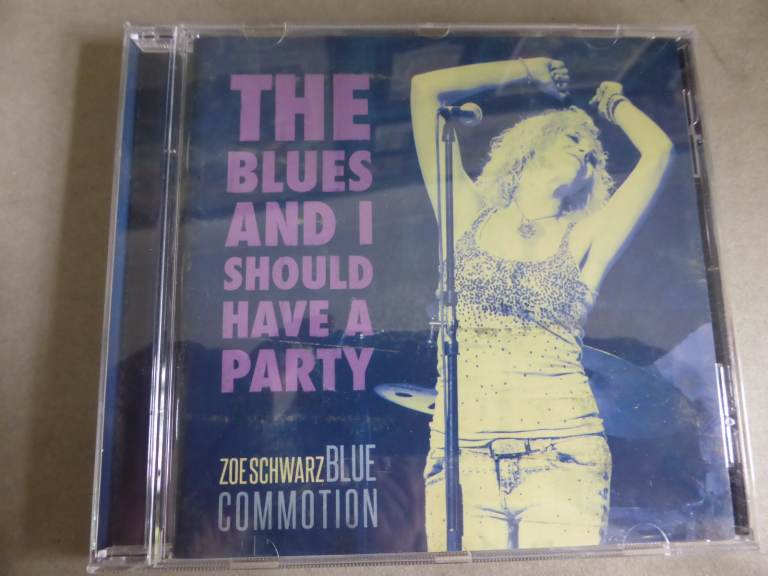 THE
BLUES
AND I
SHOULD
HAVE A
PARTY
ZOE SCHWARZ BLUE
COMMOTION